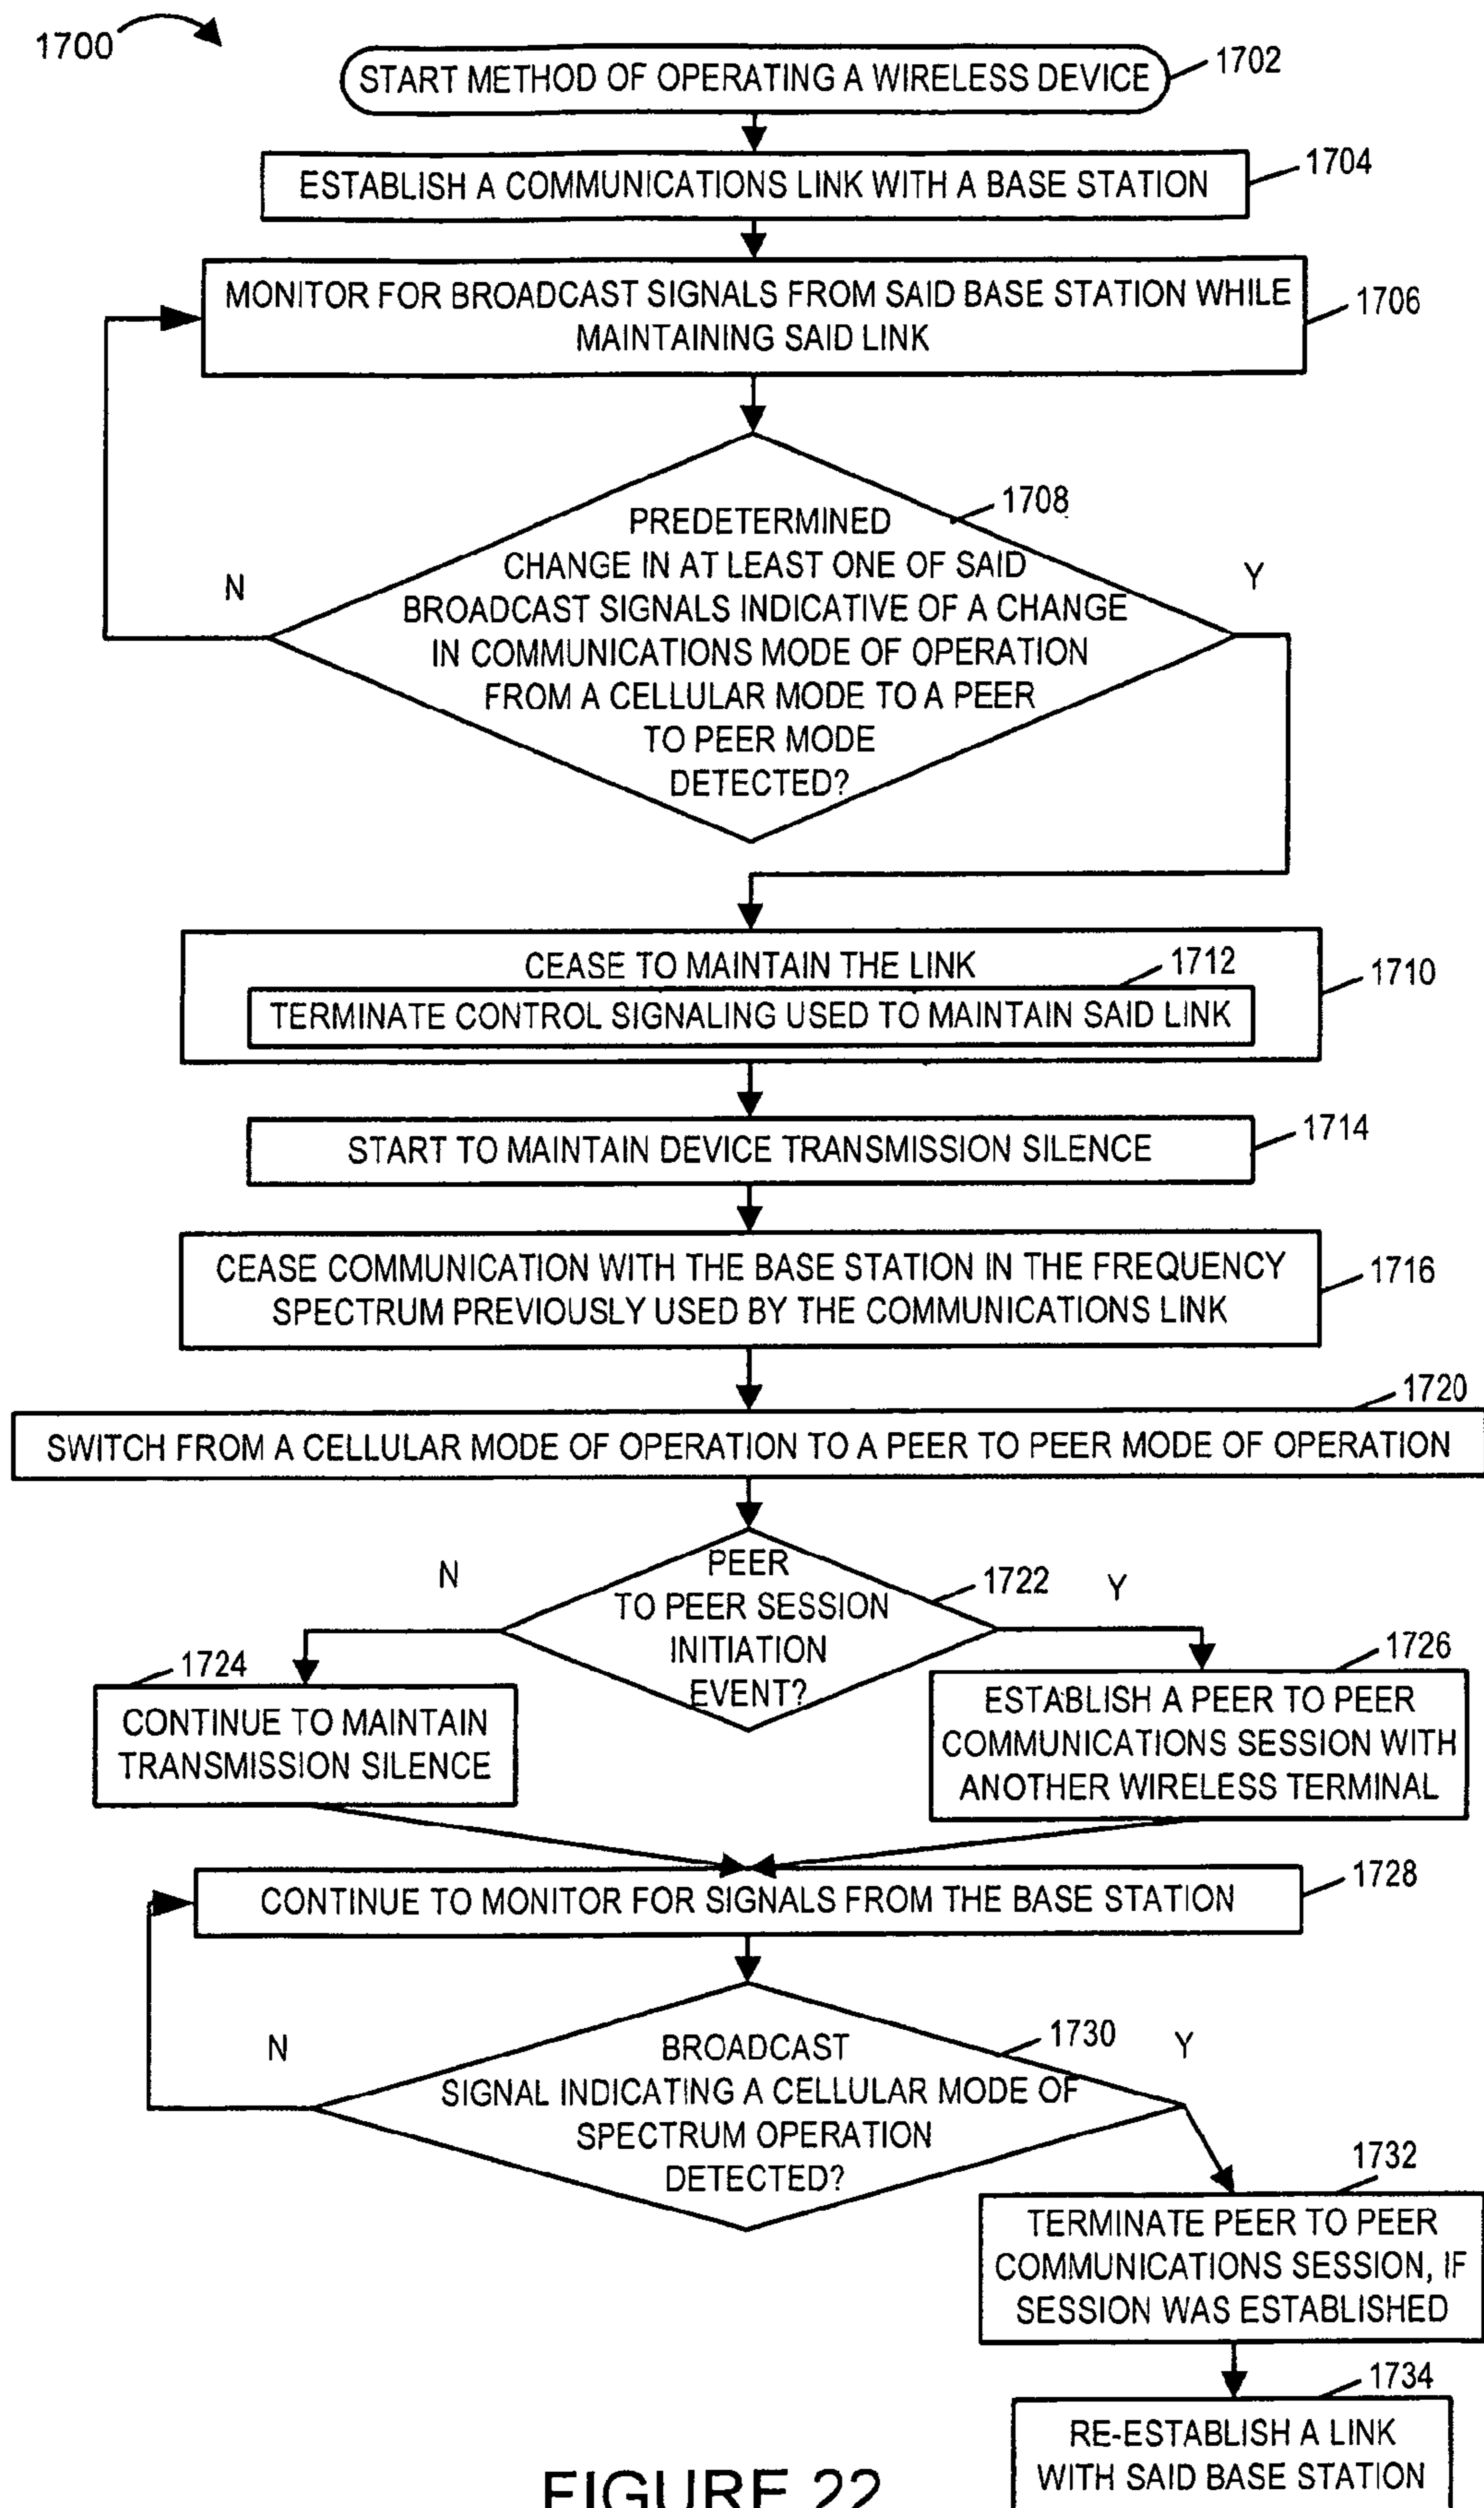 1700
START METHOD OF OPERATING A WIRELESS DEVICE
1702
ESTABLISH A COMMUNICATIONS LINK WITH A BASE STATION
1704
MONITOR FOR BROADCAST SIGNALS FROM SAID BASE STATION WHILE
MAINTAINING SAID LINK
1706
1708
PREDETERMINED
CHANGE IN AT LEAST ONE OF SAID
BROADCAST SIGNALS INDICATIVE OF A CHANGE
IN COMMUNICATIONS MODE OF OPERATION
FROM A CELLULAR MODE TO A PEER
TO PEER MODE
DETECTED?
N
Y
CEASE TO MAINTAIN THE LINK
1712
1710
TERMINATE CONTROL SIGNALING USED TO MAINTAIN SAID LINK
START TO MAINTAIN DEVICE TRANSMISSION SILENCE
1714
CEASE COMMUNICATION WITH THE BASE STATION IN THE FREQUENCY
SPECTRUM PREVIOUSLY USED BY THE COMMUNICATIONS LINK
1716
1720
SWITCH FROM A CELLULAR MODE OF OPERATION TO A PEER TO PEER MODE OF OPERATION
N
PEER
TO PEER SESSION
INITIATION
EVENT?
1722
Y
1724
CONTINUE TO MAINTAIN
TRANSMISSION SILENCE
1726
ESTABLISH A PEER TO PEER
COMMUNICATIONS SESSION WITH
ANOTHER WIRELESS TERMINAL
CONTINUE TO MONITOR FOR SIGNALS FROM THE BASE STATION
1728
N
BROADCAST
SIGNAL INDICATING A CELLULAR MODE OF
SPECTRUM OPERATION
DETECTED?
1730
Y
1732
TERMINATE PEER TO PEER
COMMUNICATIONS SESSION, IF
SESSION WAS ESTABLISHED
1734
RE-ESTABLISH A LINK
WITH SAID BASE STATION
FIGURE 22